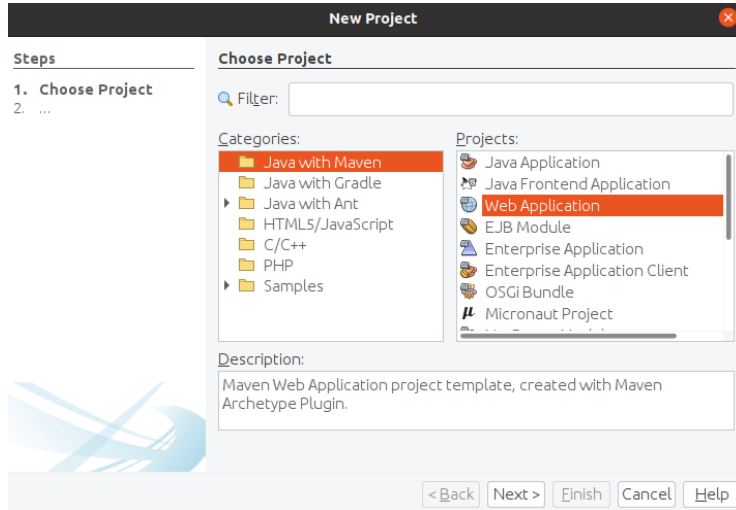 New Project
Steps
1. Choose Project
2. ...
Choose Project
Filter:
Categories:
Java with Maven
Java with Gradle
Java with Ant
HTML5/JavaScript
C/C++
PHP
Samples
Projects:
Java Application
Java Frontend Application
Web Application
EJB Module
Enterprise Application
Enterprise Application Client
OSGi Bundle
Micronaut Project
Description:
Maven Web Application project template, created with Maven
Archetype Plugin.
< Back Next > Finish Cancel Help